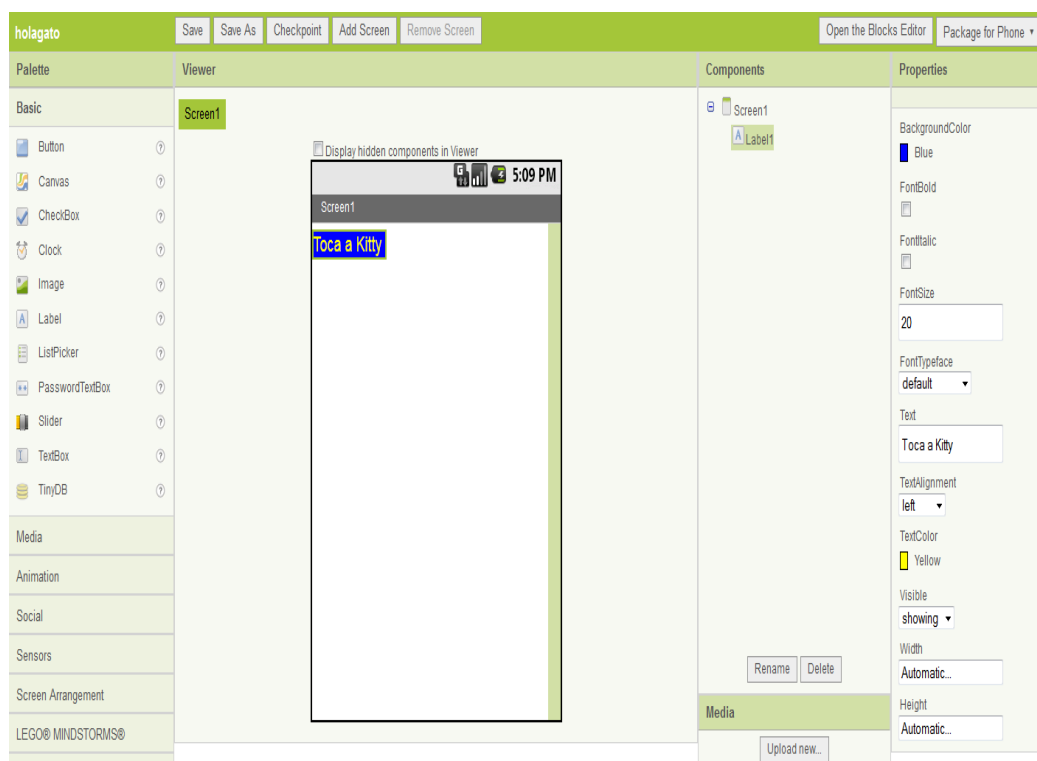 holagato
Save
Save As
Checkpoint
Add Screen
Remove Screen
Open the Blocks Editor
Package for Phone
Palette
Viewer
Components
Properties
Basic
Button
Canvas
CheckBox
Clock
Image
A Label
ListPicker
PasswordTextBox
Slider
TextBox
TinyDB
Media
Animation
Social
Sensors
Screen Arrangement
LEGO® MINDSTORMS®
Screen1
Display hidden components in Viewer
G 5:09 PM
Screen1
Toca a Kitty
Screen1
A Label1
Rename
Delete
Media
Upload new...
BackgroundColor
Blue
FontBold
FontItalic
FontSize
20
FontTypeface
default
Text
Toca a Kitty
TextAlignment
left
TextColor
Yellow
Visible
showing
Width
Automatic...
Height
Automatic...